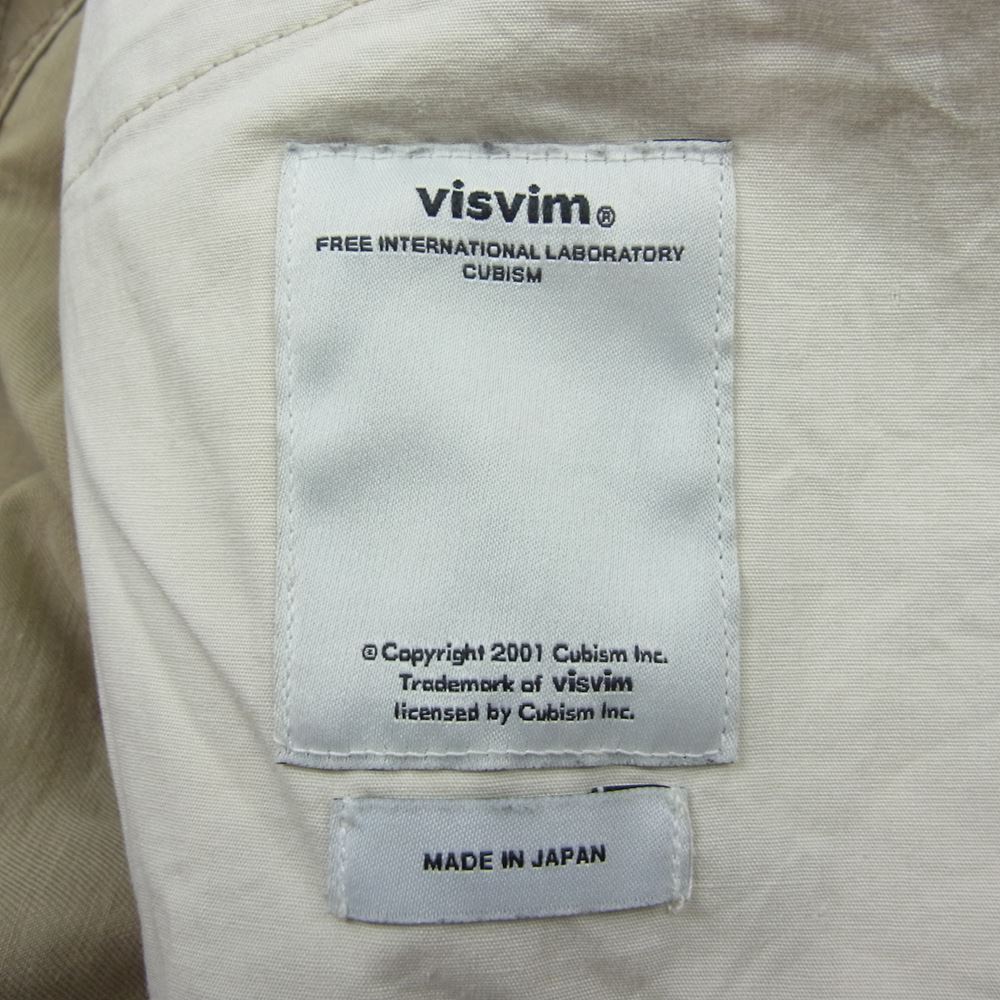 visvim®
FREE INTERNATIONAL LABORATORY
CUBISM
© Copyright 2001 Cubism Inc.
Trademark of visvim
licensed by Cubism Inc.
MADE IN JAPAN